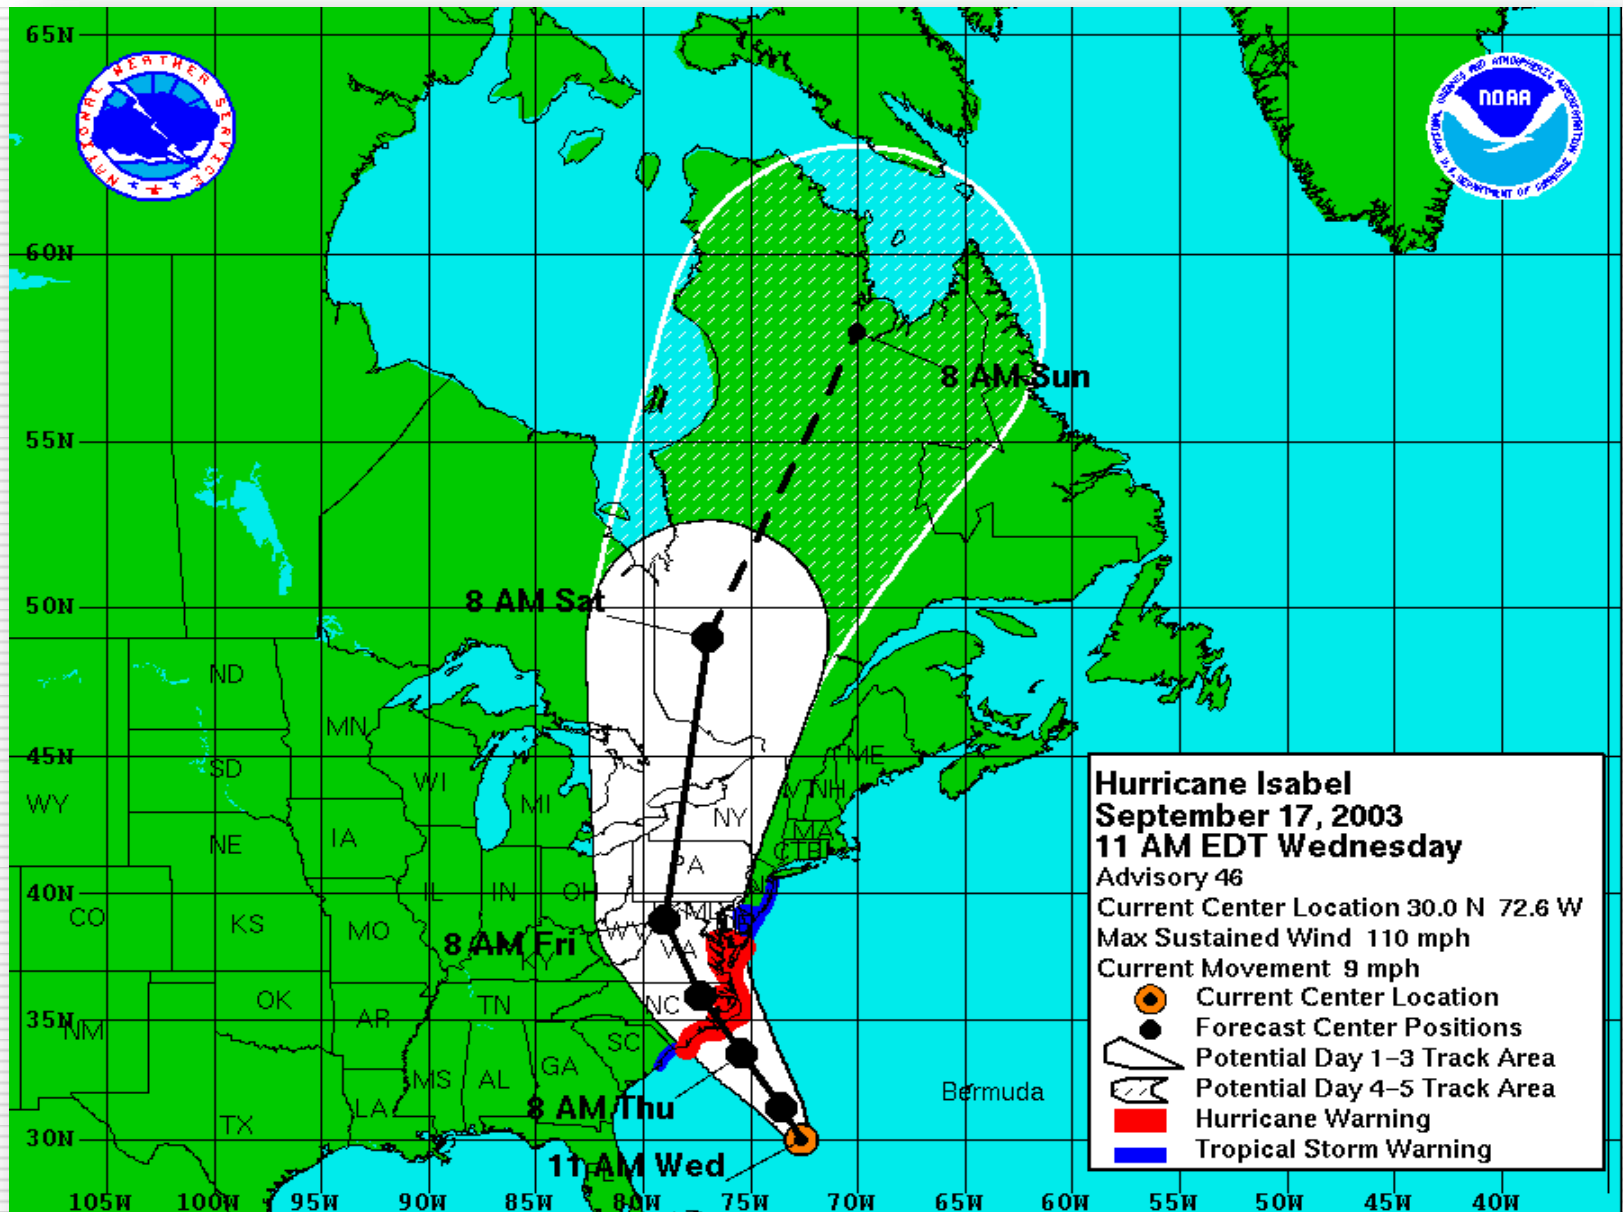 65N
60N
55N
50N
45N
40N
35N
30N
105W 100W 95W 90W 85W 80W 75W 70W 65W 60W 55W 50W 45W 40W
NATIONAL WEATHER SERVICE
NOAA
8 AM Sun
8 AM Sat
8 AM Fri
8 AM Thu
11 AM Wed
ND
MN
SD
WI
WY
MI
NY
ME
VT
NH
MA
NE
IA
PA
IL
IN
OH
CO
KS
MO
WV
VA
KY
OK
TN
NC
NM
AR
SC
MS
AL
GA
TX
LA
FL
Bermuda
Hurricane Isabel
September 17, 2003
11 AM EDT Wednesday
Advisory 46
Current Center Location 30.0 N 72.6 W
Max Sustained Wind 110 mph
Current Movement 9 mph
Current Center Location
Forecast Center Positions
Potential Day 1-3 Track Area
Potential Day 4-5 Track Area
Hurricane Warning
Tropical Storm Warning